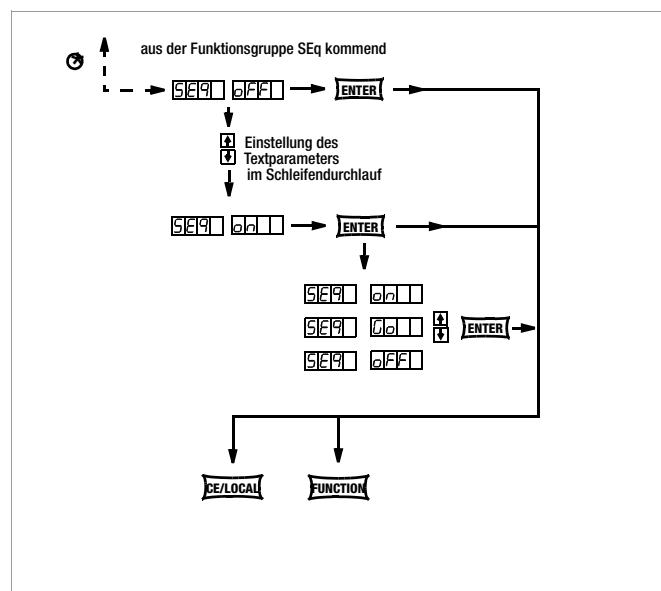 aus der Funktionsgruppe SEq kommend
SEq oFF ENTER
Einstellung des
Textparameters
im Schleifendurchlauf
SEq on ENTER
SEq on
SEq Go ENTER
SEq oFF
CE/LOCAL FUNCTION